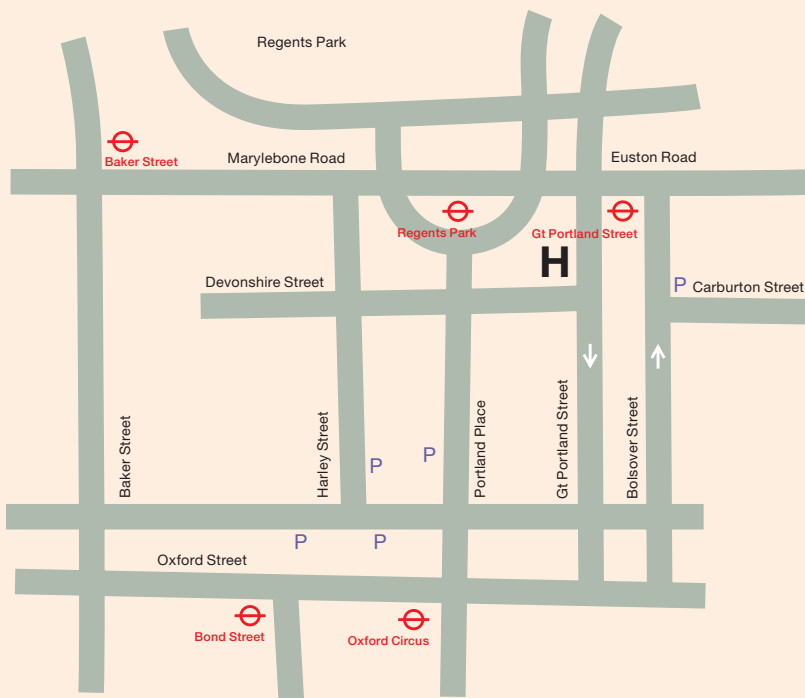 Regents Park
Baker Street
Marylebone Road
Euston Road
Regents Park
Gt Portland Street
H
Devonshire Street
P
Carburton Street
Baker Street
Harley Street
Portland Place
Gt Portland Street
Bolsover Street
P
P
P
P
Oxford Street
Bond Street
Oxford Circus